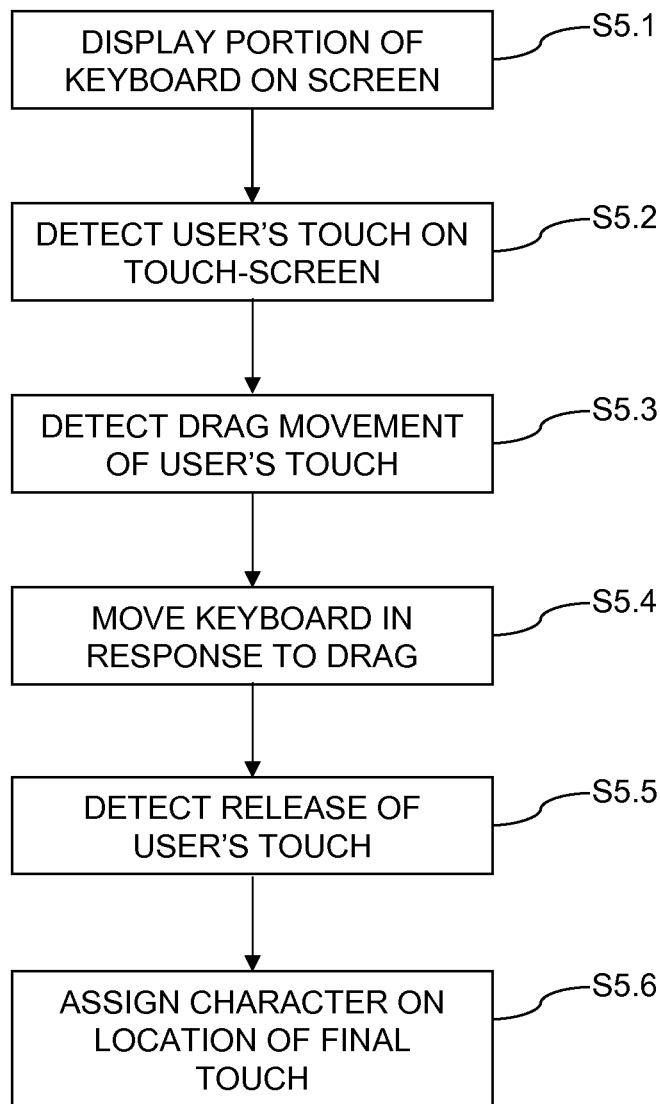 DISPLAY PORTION OF
KEYBOARD ON SCREEN
S5.1
DETECT USER'S TOUCH ON
TOUCH-SCREEN
S5.2
DETECT DRAG MOVEMENT
OF USER'S TOUCH
S5.3
MOVE KEYBOARD IN
RESPONSE TO DRAG
S5.4
DETECT RELEASE OF
USER'S TOUCH
S5.5
ASSIGN CHARACTER ON
LOCATION OF FINAL
TOUCH
S5.6